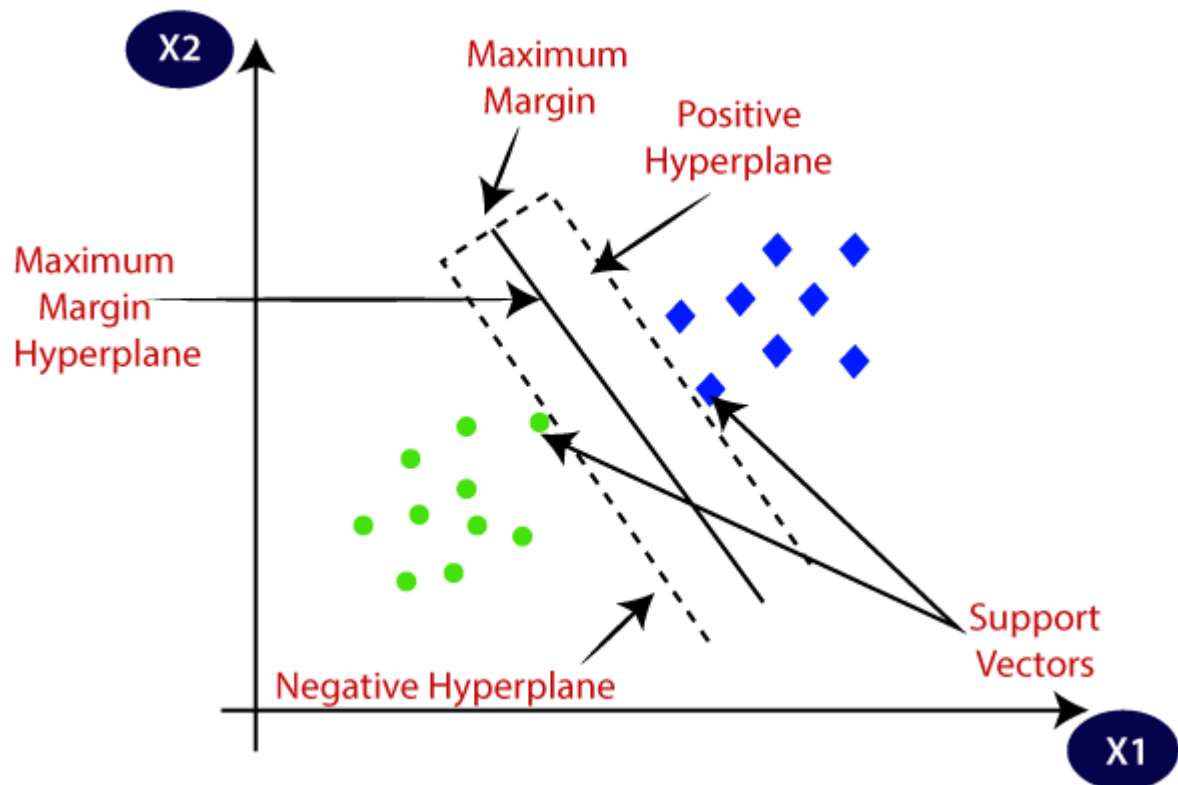 X2
Maximum
Margin
Positive
Hyperplane
Maximum
Margin
Hyperplane
Support
Vectors
Negative Hyperplane
X1